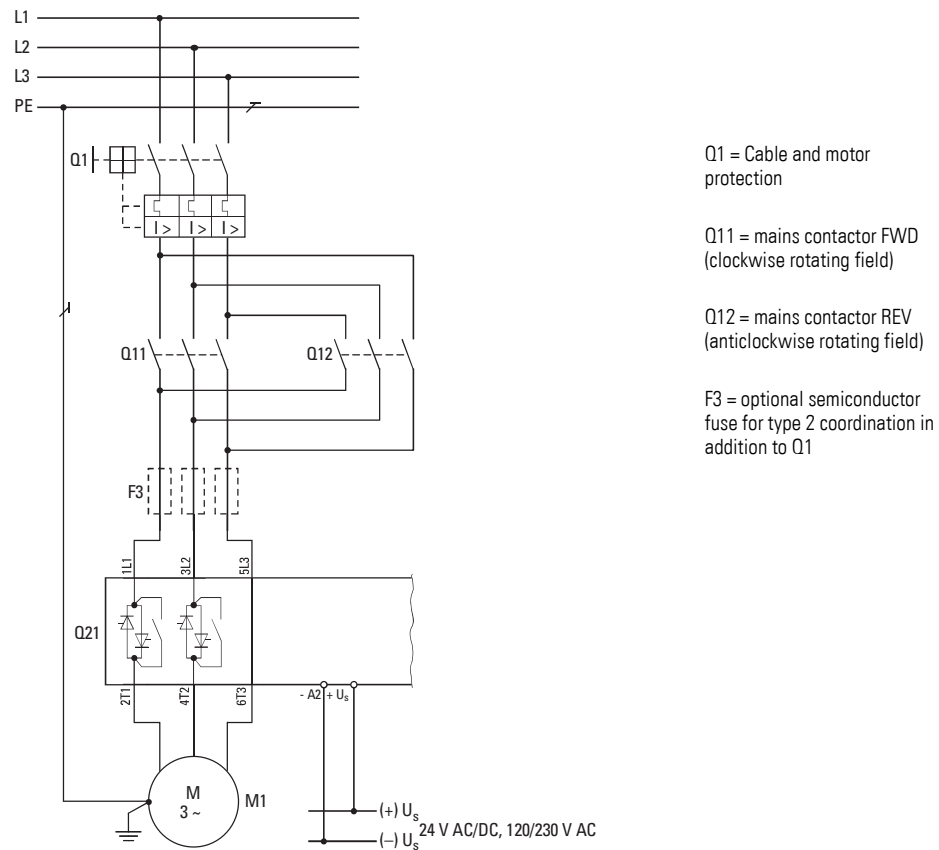 L1
L2
L3
PE
Q1
I > I > I >
Q11
Q12
F3
1L1 3L2 5L3
Q21
2T1 4T2 6T3
- A2 + Us
M
3 ~
M1
(+) Us
24 V AC/DC, 120/230 V AC
(–) Us
Q1 = Cable and motor
protection
Q11 = mains contactor FWD
(clockwise rotating field)
Q12 = mains contactor REV
(anticlockwise rotating field)
F3 = optional semiconductor
fuse for type 2 coordination in
addition to Q1